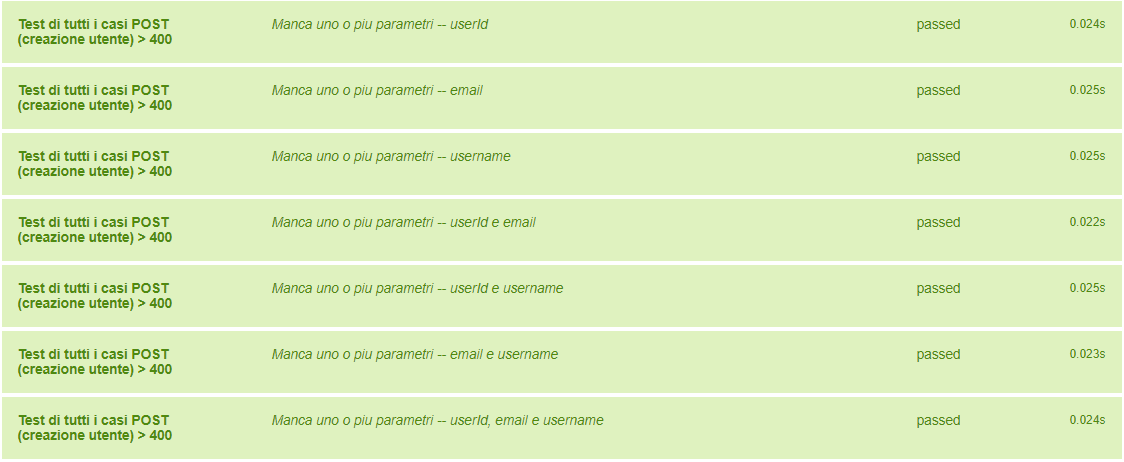 Test di tutti i casi POST Manca uno o piu parametri -- userId passed 0.024s
(creazione utente) > 400
Test di tutti i casi POST Manca uno o piu parametri -- email passed 0.025s
(creazione utente) > 400
Test di tutti i casi POST Manca uno o piu parametri -- username passed 0.025s
(creazione utente) > 400
Test di tutti i casi POST Manca uno o piu parametri -- userId e email passed 0.022s
(creazione utente) > 400
Test di tutti i casi POST Manca uno o piu parametri -- userId e username passed 0.025s
(creazione utente) > 400
Test di tutti i casi POST Manca uno o piu parametri -- email e username passed 0.023s
(creazione utente) > 400
Test di tutti i casi POST Manca uno o piu parametri -- userId, email e username passed 0.024s
(creazione utente) > 400